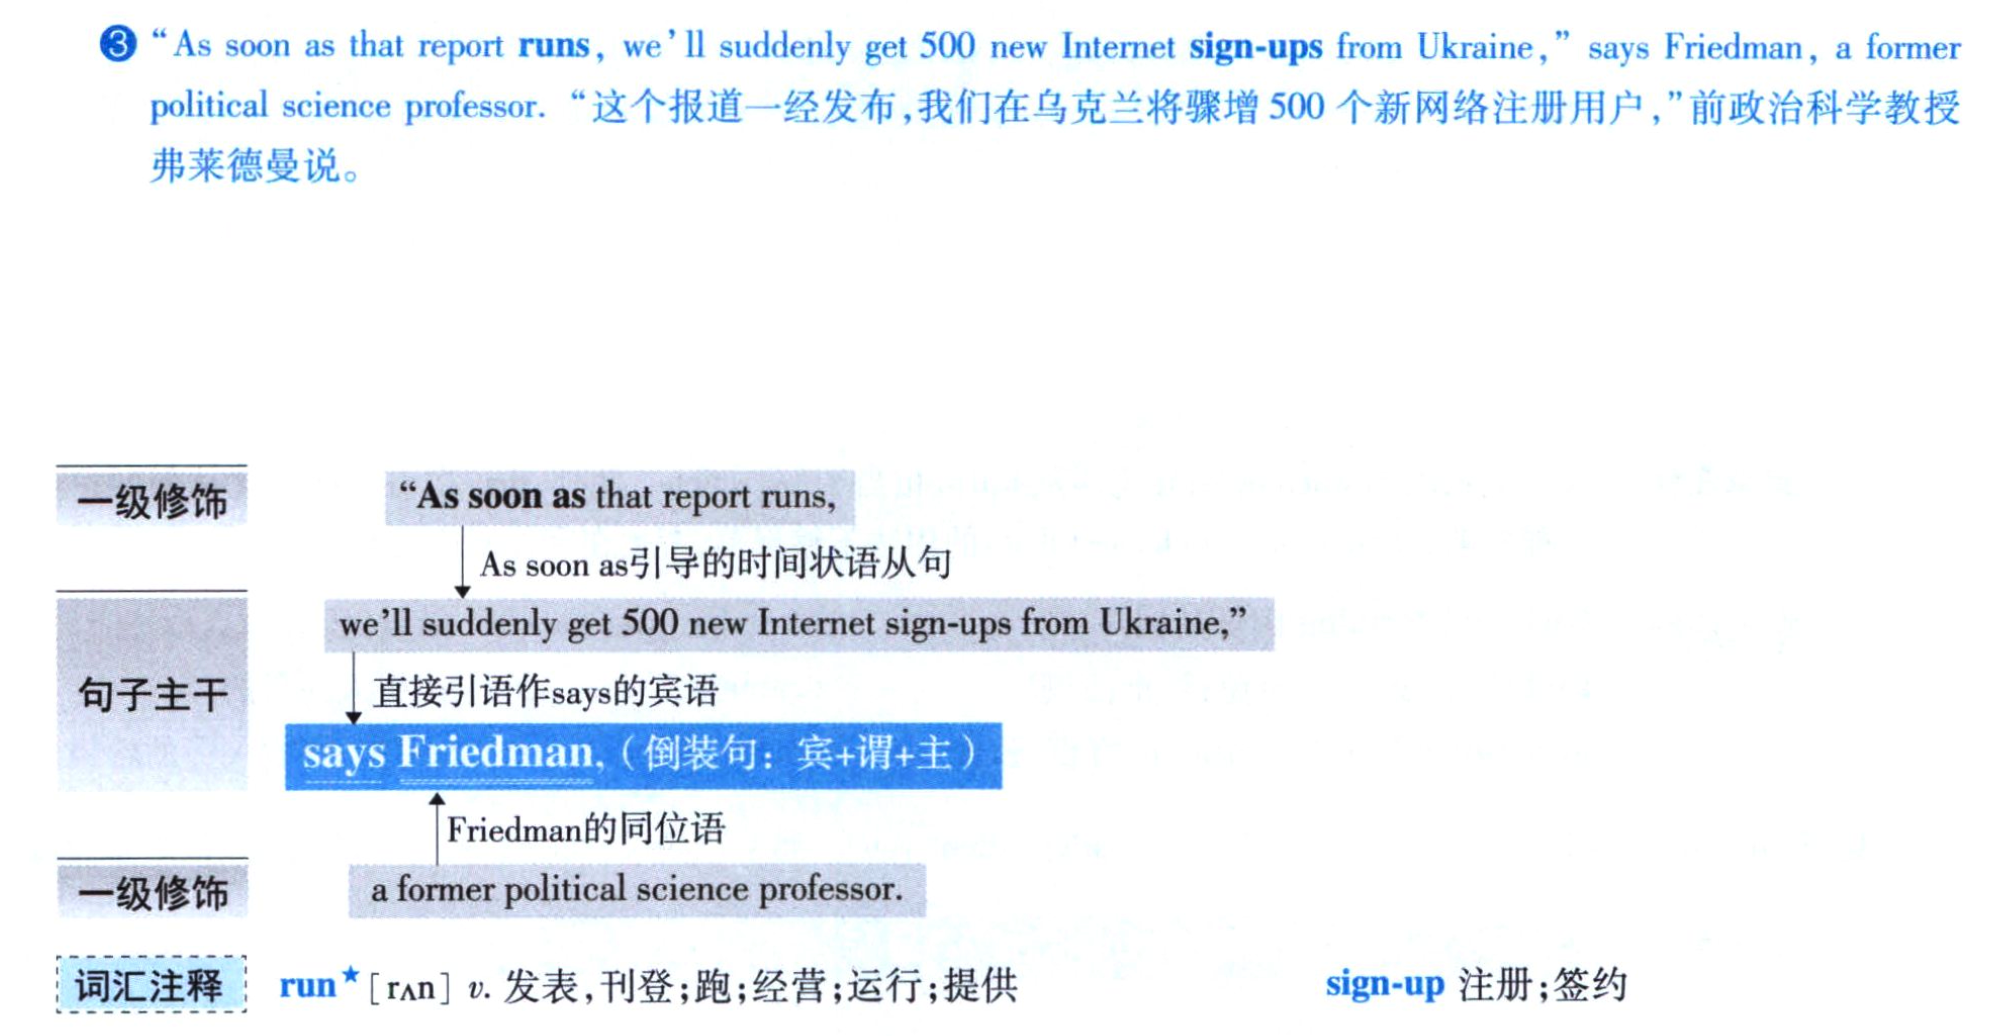 ❸ “As soon as that report runs, we’ll suddenly get 500 new Internet sign-ups from Ukraine,” says Friedman, a former
political science professor. “这个报道一经发布,我们在乌克兰将骤增 500 个新网络注册用户,”前政治科学教授
弗莱德曼说。
一级修饰 “As soon as that report runs,
As soon as引导的时间状语从句
we’ll suddenly get 500 new Internet sign-ups from Ukraine,”
句子主干 直接引语作says的宾语
says Friedman,（倒装句：宾+谓+主）
Friedman的同位语
一级修饰 a former political science professor.
词汇注释 run★ [rʌn] v. 发表,刊登;跑;经营;运行;提供 sign-up 注册;签约